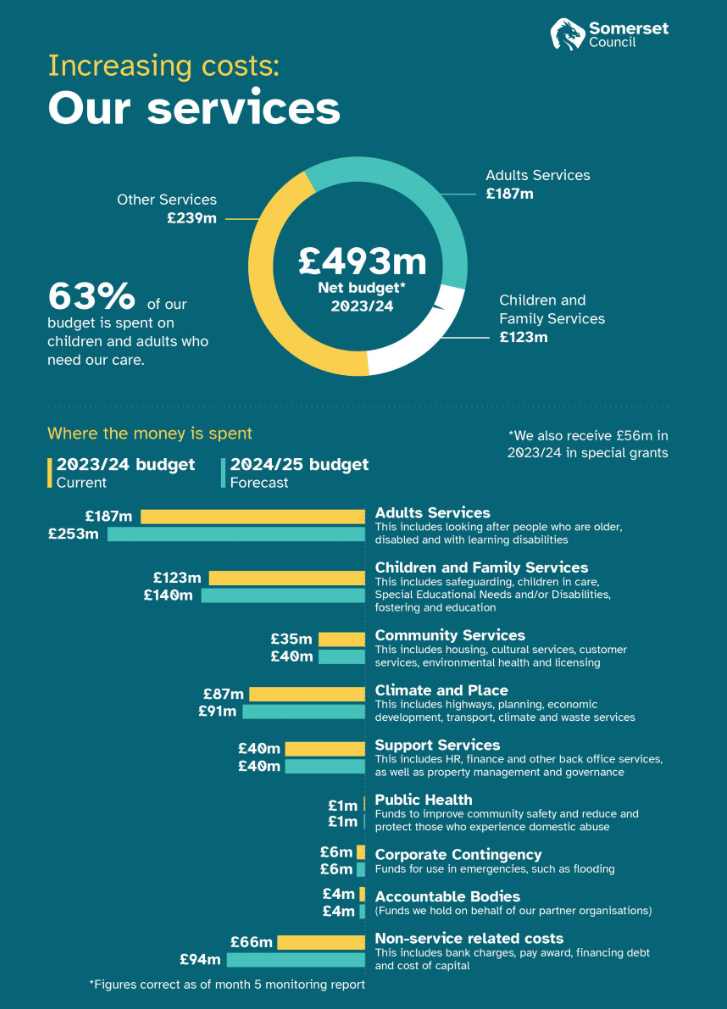 Somerset
Council
Increasing costs:
Our services
Other Services
£239m
Adults Services
£187m
£493m
Net budget*
2023/24
Children and
Family Services
£123m
63% of our
budget is spent on
children and adults who
need our care.
Where the money is spent
*We also receive £56m in
2023/24 in special grants
2023/24 budget
Current
2024/25 budget
Forecast
£187m
£253m
Adults Services
This includes looking after people who are older,
disabled and with learning disabilities
£123m
£140m
Children and Family Services
This includes safeguarding, children in care,
Special Educational Needs and/or Disabilities,
fostering and education
£35m
£40m
Community Services
This includes housing, cultural services, customer
services, environmental health and licensing
£87m
£91m
Climate and Place
This includes highways, planning, economic
development, transport, climate and waste services
£40m
£40m
Support Services
This includes HR, finance and other back office services,
as well as property management and governance
£1m
£1m
Public Health
Funds to improve community safety and reduce and
protect those who experience domestic abuse
£6m
£6m
Corporate Contingency
Funds for use in emergencies, such as flooding
£4m
£4m
Accountable Bodies
(Funds we hold on behalf of our partner organisations)
£66m
£94m
Non-service related costs
This includes bank charges, pay award, financing debt
and cost of capital
*Figures correct as of month 5 monitoring report